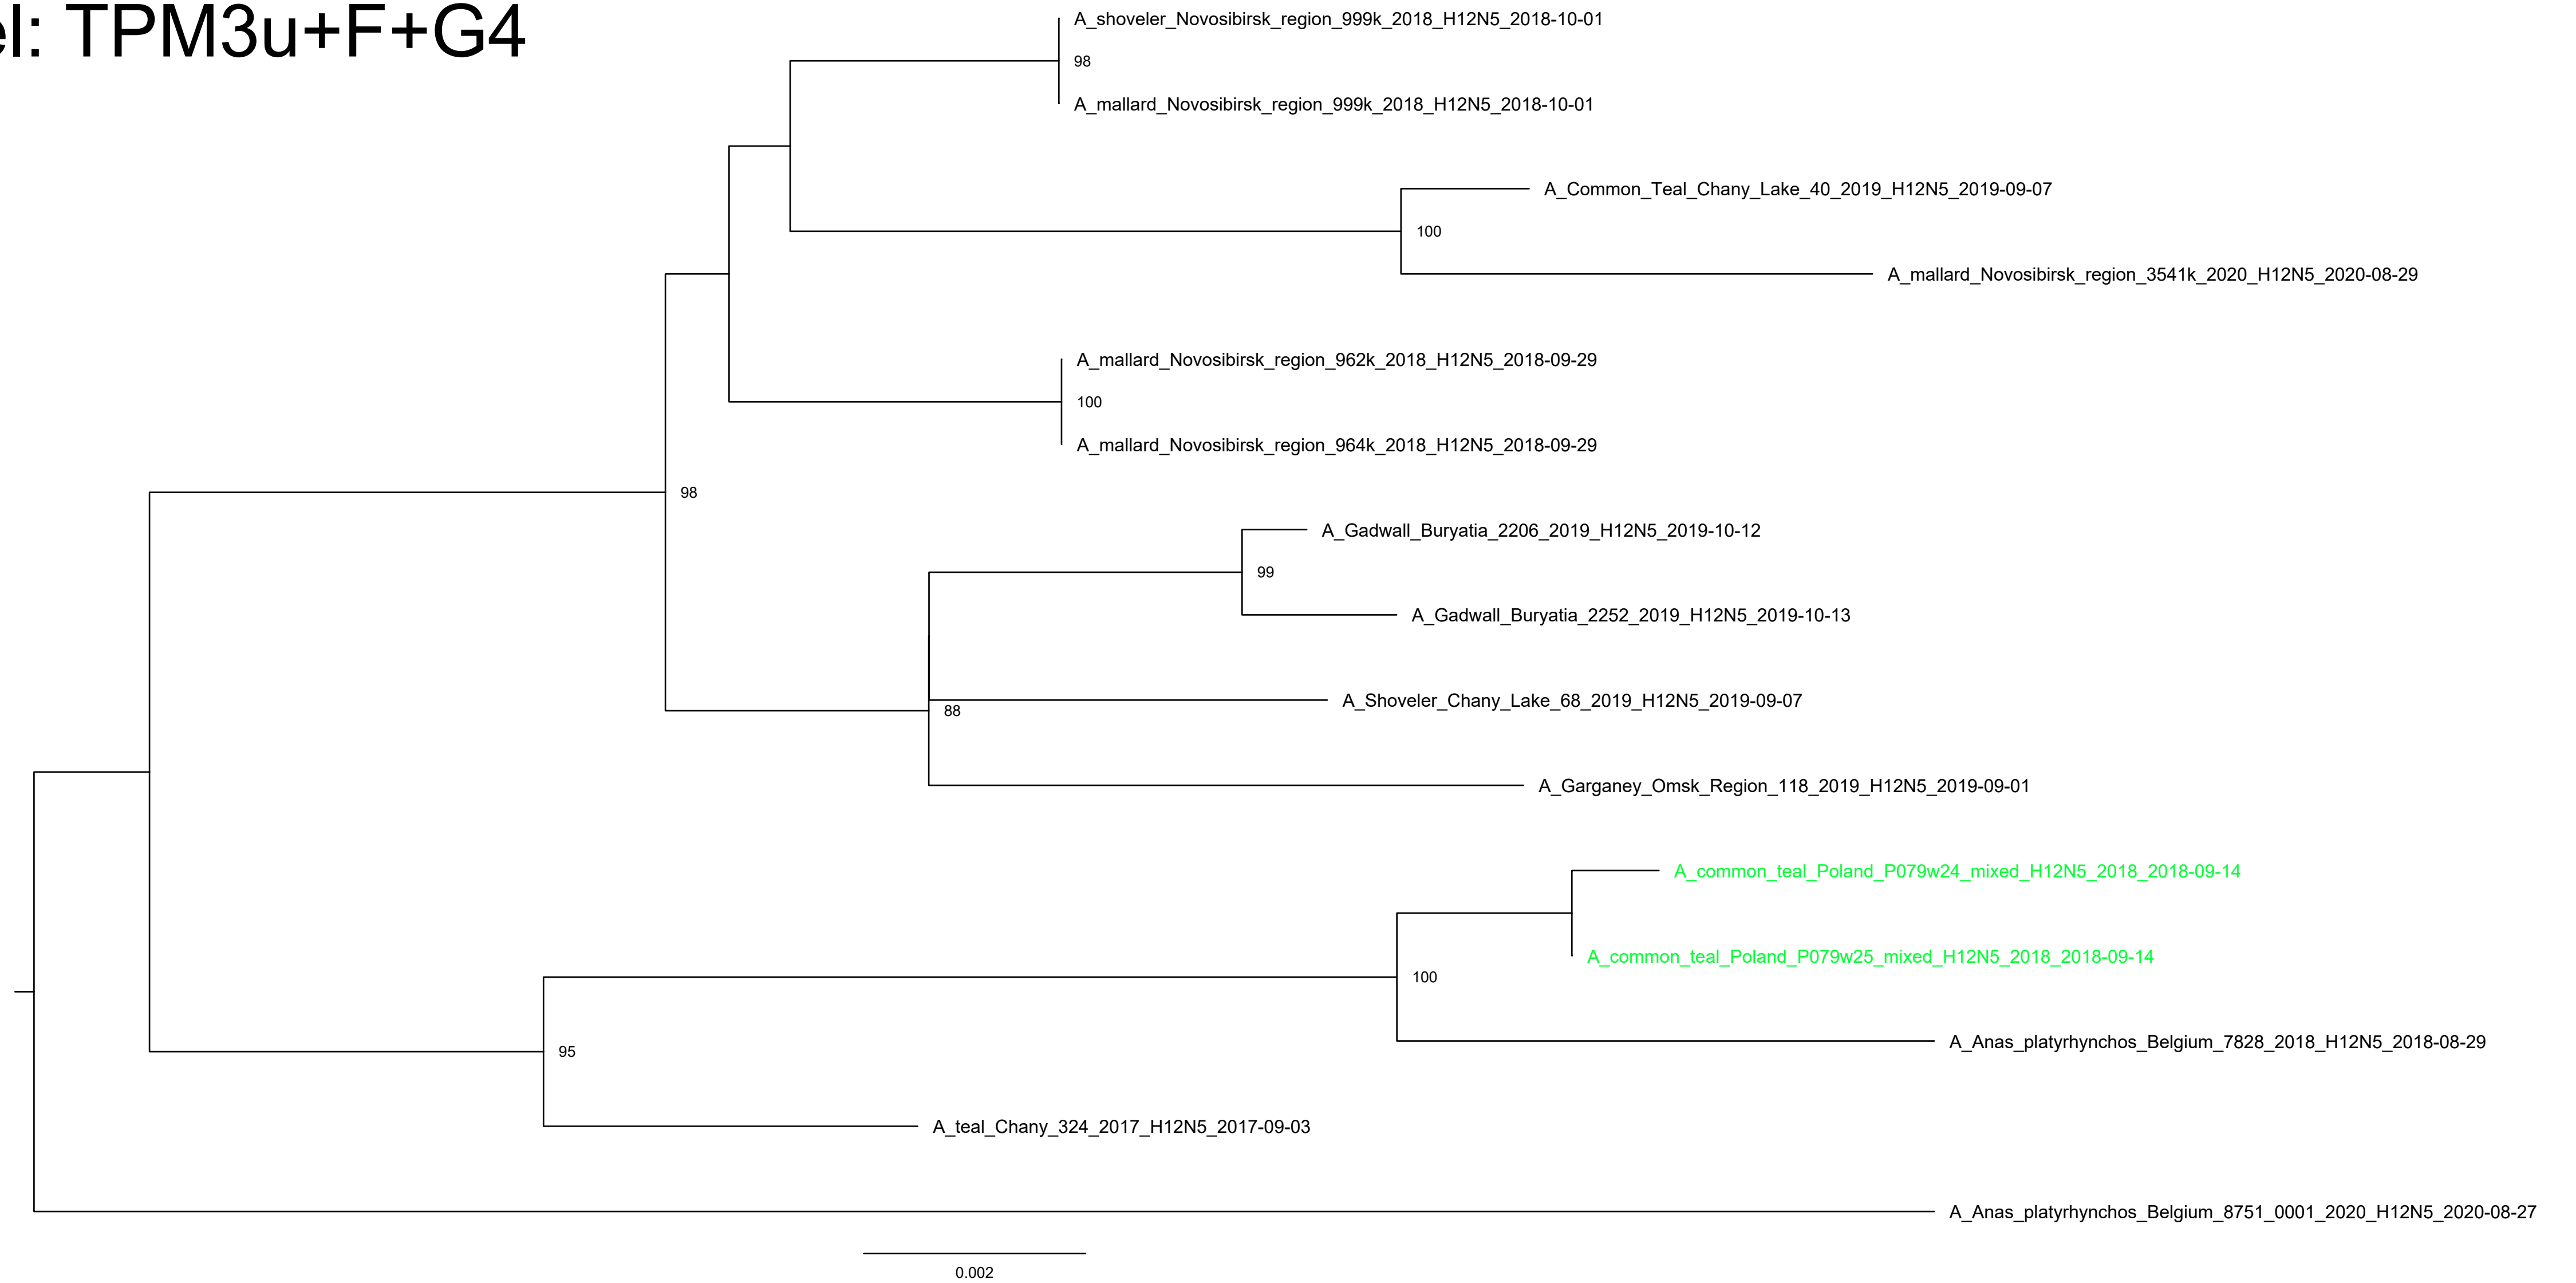 el: TPM3u+F+G4
A_shoveler_Novosibirsk_region_999k_2018_H12N5_2018-10-01
98
A_mallard_Novosibirsk_region_999k_2018_H12N5_2018-10-01
A_Common_Teal_Chany_Lake_40_2019_H12N5_2019-09-07
100
A_mallard_Novosibirsk_region_3541k_2020_H12N5_2020-08-29
A_mallard_Novosibirsk_region_962k_2018_H12N5_2018-09-29
100
A_mallard_Novosibirsk_region_964k_2018_H12N5_2018-09-29
98
A_Gadwall_Buryatia_2206_2019_H12N5_2019-10-12
99
A_Gadwall_Buryatia_2252_2019_H12N5_2019-10-13
A_Shoveler_Chany_Lake_68_2019_H12N5_2019-09-07
88
A_Garganey_Omsk_Region_118_2019_H12N5_2019-09-01
A_common_teal_Poland_P079w24_mixed_H12N5_2018_2018-09-14
A_common_teal_Poland_P079w25_mixed_H12N5_2018_2018-09-14
100
A_Anas_platyrhynchos_Belgium_7828_2018_H12N5_2018-08-29
95
A_teal_Chany_324_2017_H12N5_2017-09-03
A_Anas_platyrhynchos_Belgium_8751_0001_2020_H12N5_2020-08-27
0.002